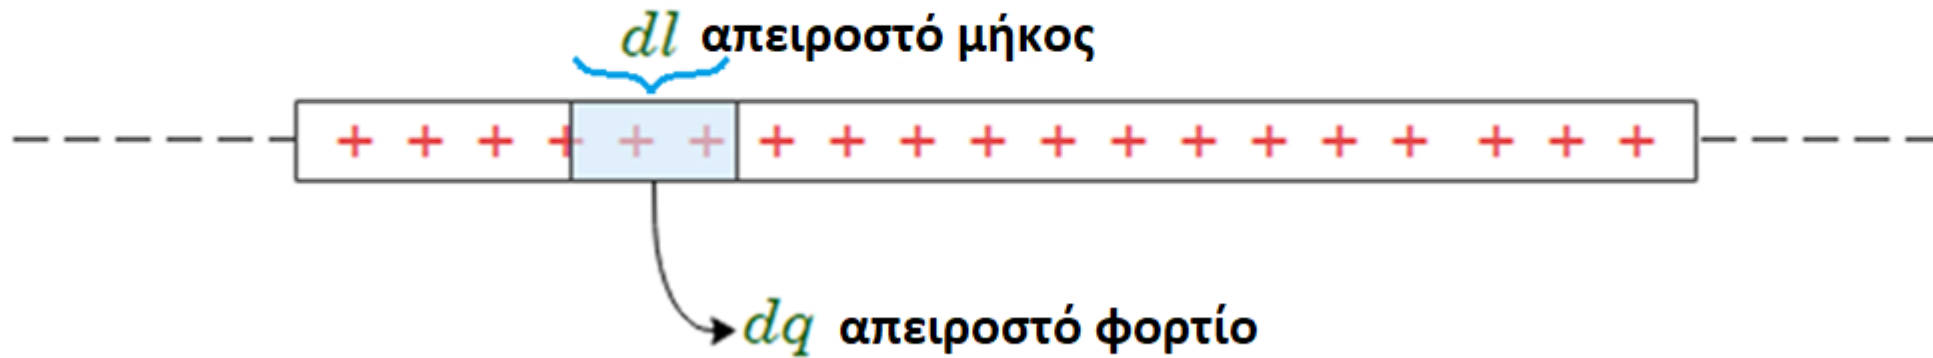 dl απειροστό μήκος
+ + + + + + + + + + + + + + + + + + +
dq απειροστό φορτίο